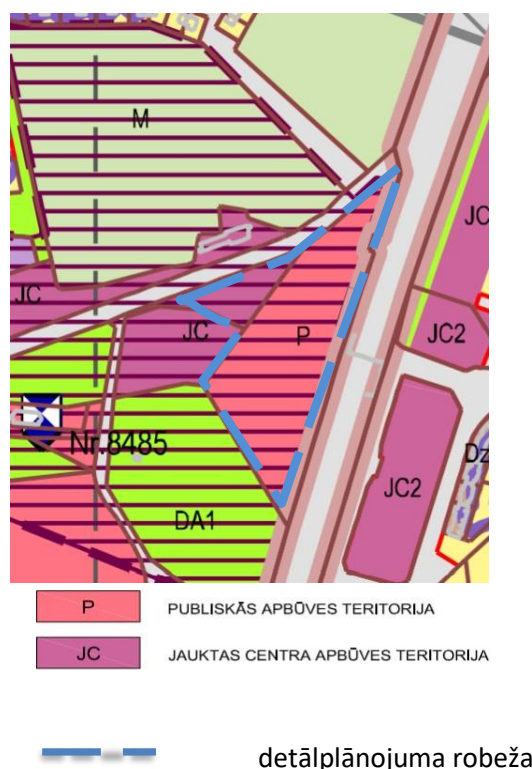 M
JC
JC
JC
P
JC2
Nr.8485
Dz
JC2
DA1
P PUBLISKĀS APBŪVES TERITORIJA
JC JAUKTAS CENTRA APBŪVES TERITORIJA
detālplānojuma robeža